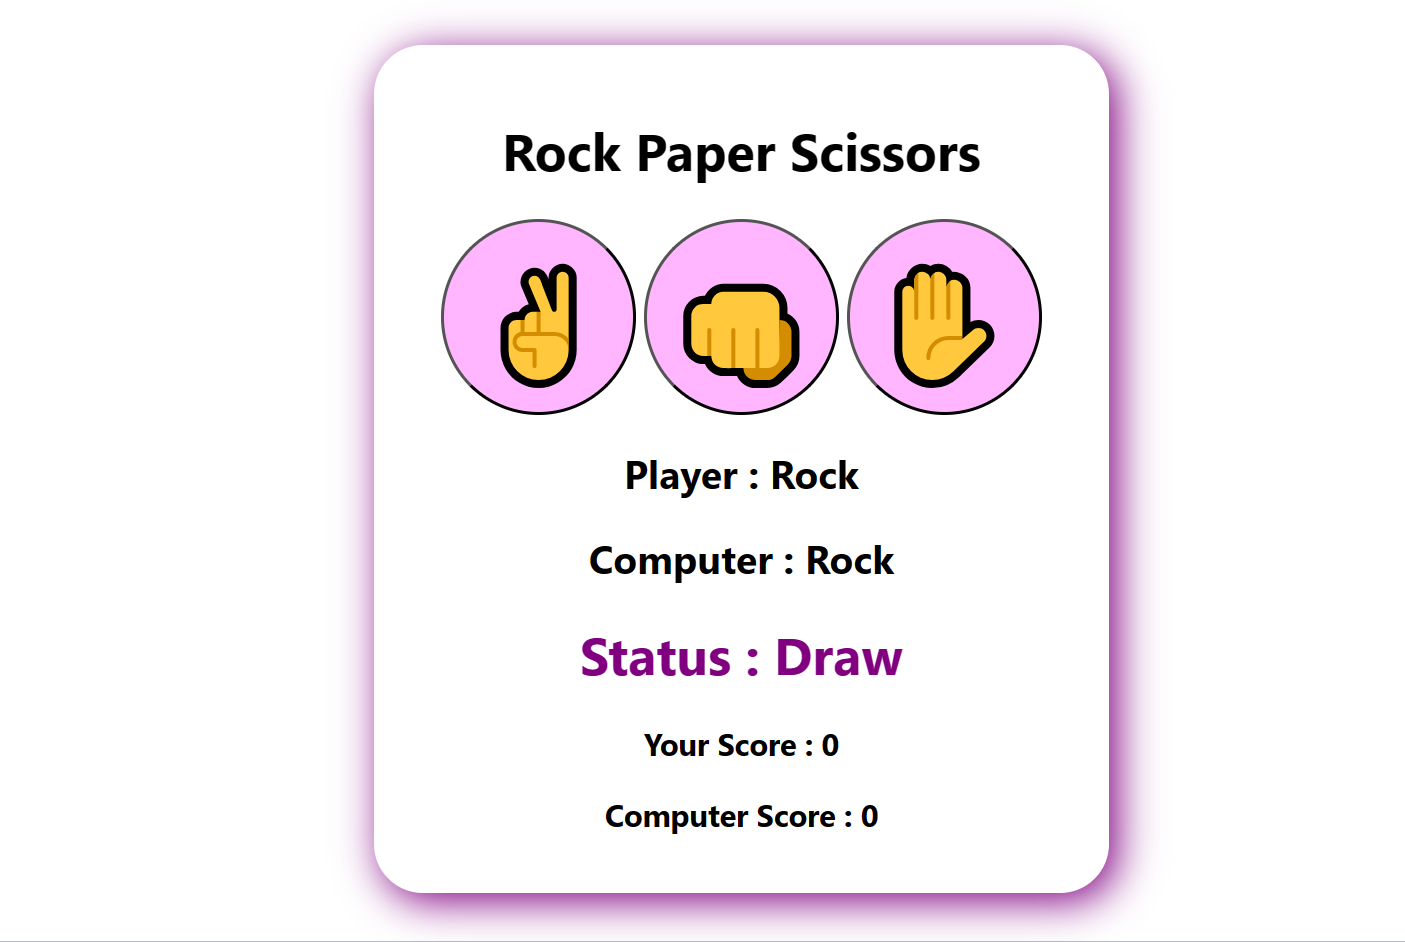 Rock Paper Scissors
Player : Rock
Computer : Rock
Status : Draw
Your Score : 0
Computer Score : 0